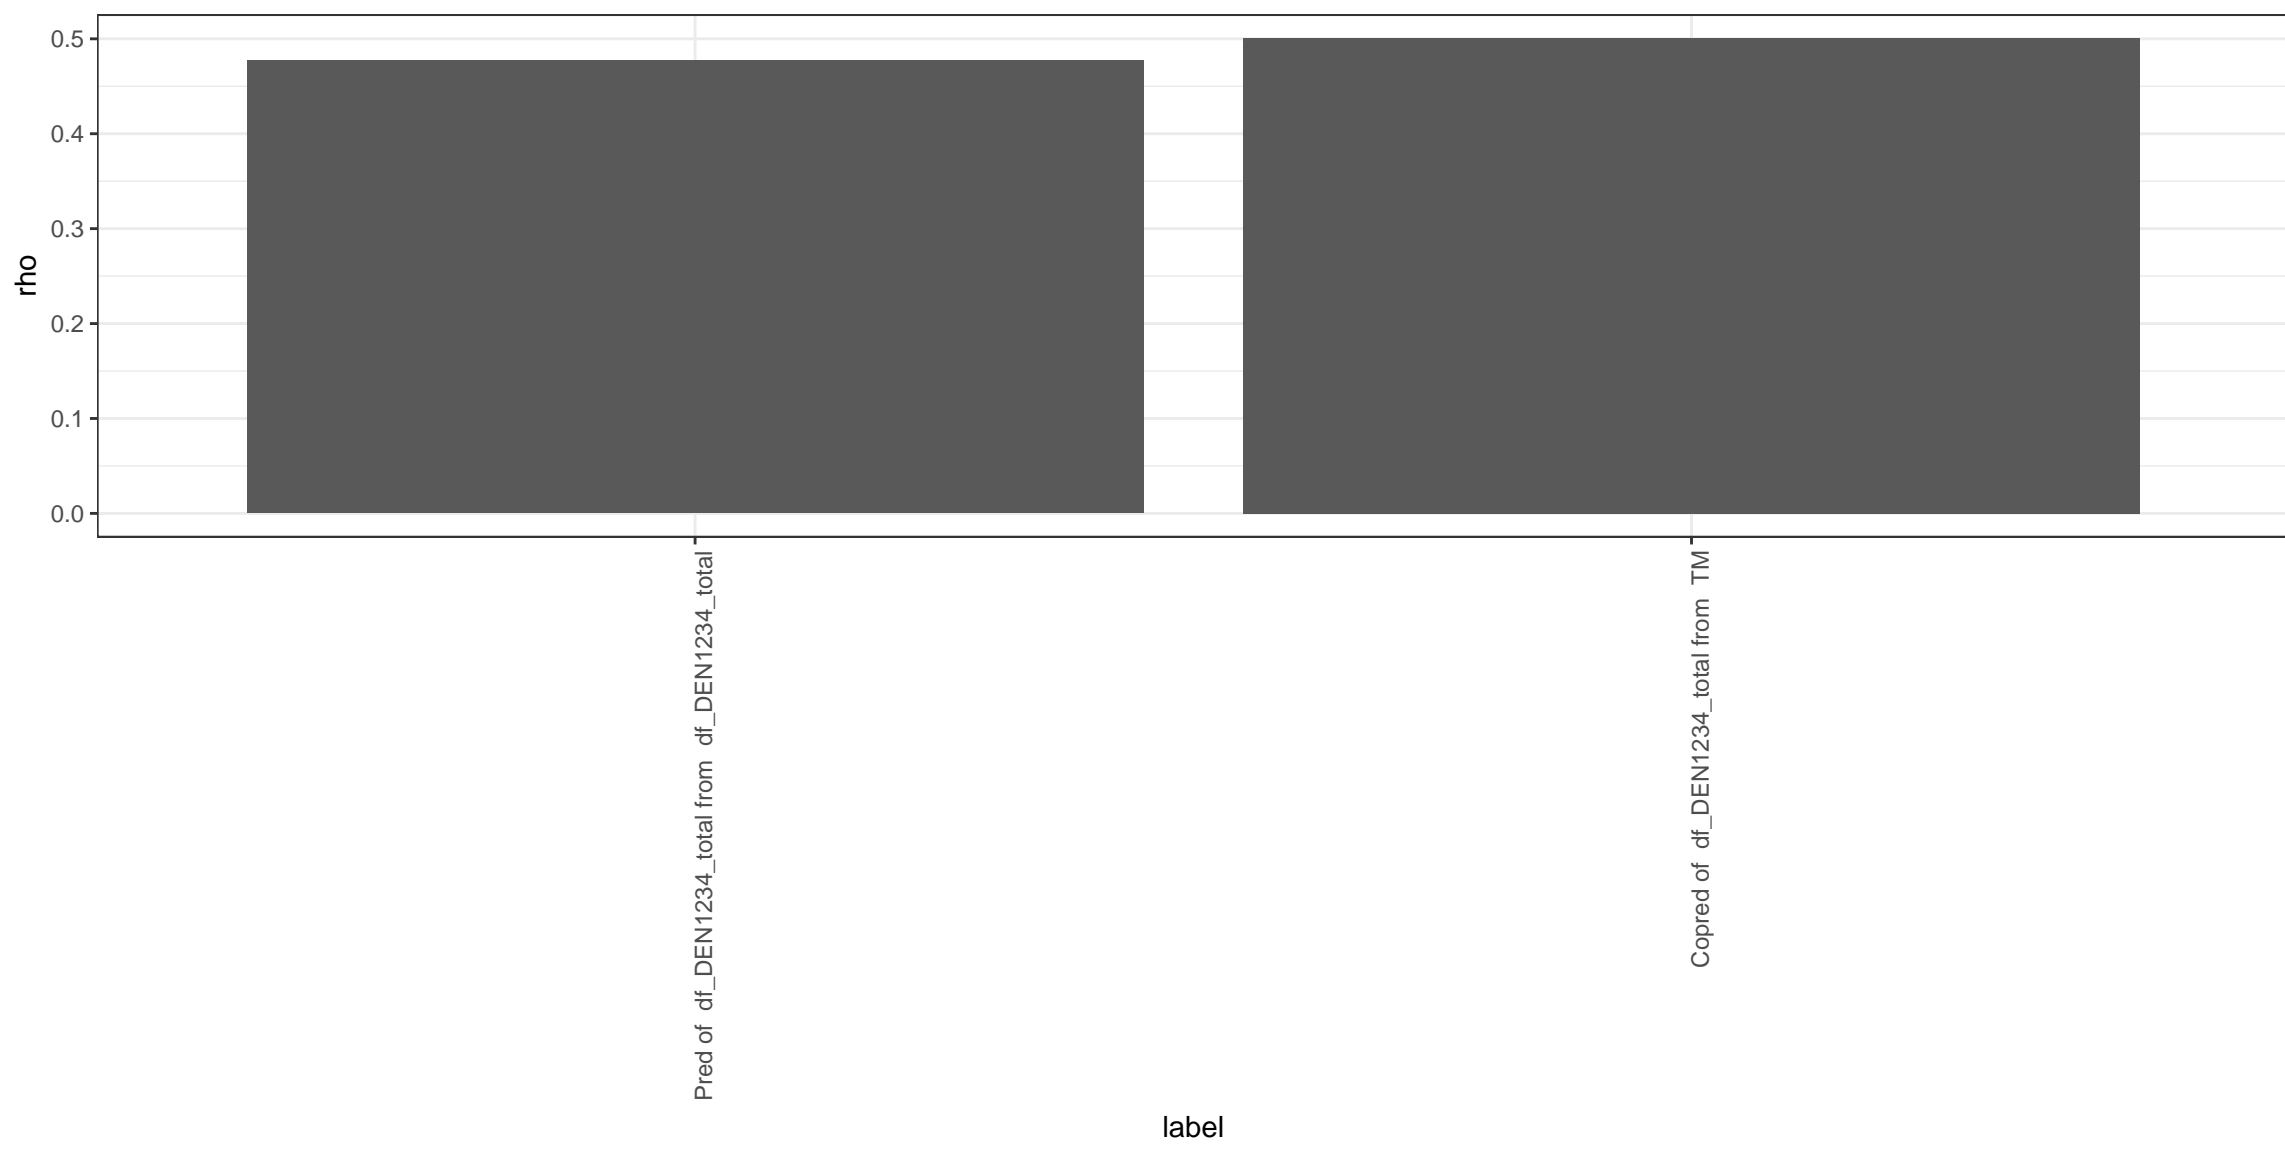 0.5
0.4
0.3
0.2
0.1
0.0
rho
Pred of  df_DEN1234_total from  df_DEN1234_total
Copred of  df_DEN1234_total from  TM
label